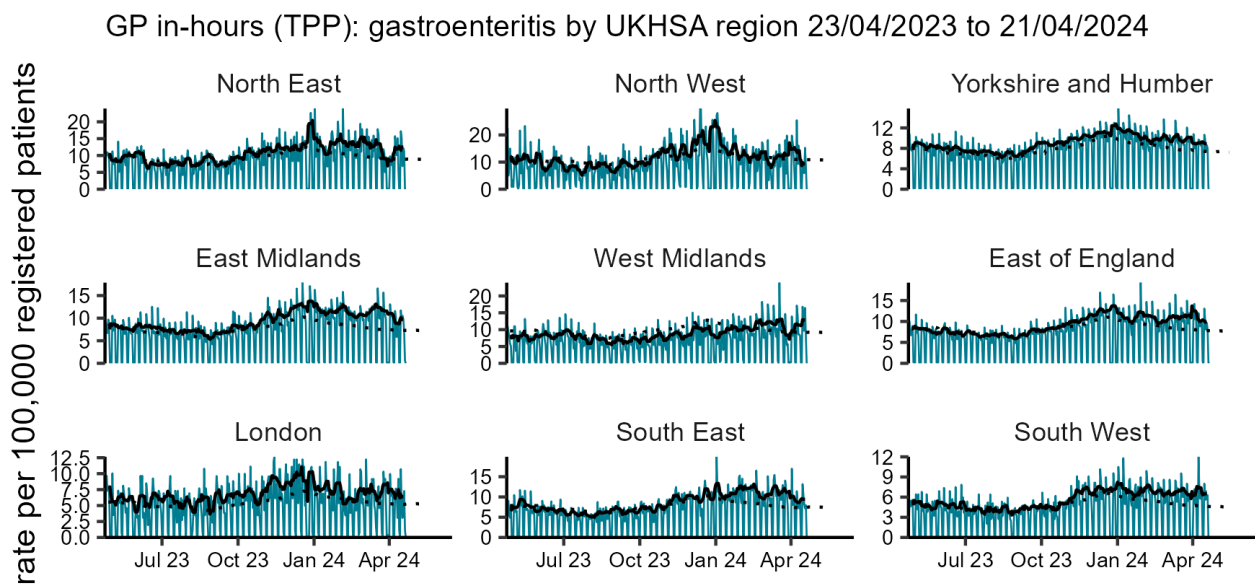 GP in-hours (TPP): gastroenteritis by UKHSA region 23/04/2023 to 21/04/2024
rate per 100,000 registered patients
North East
North West
Yorkshire and Humber
20
15
10
5
0
20
10
0
12
8
4
0
East Midlands
West Midlands
East of England
15
10
5
0
20
15
10
5
0
15
10
5
0
London
South East
South West
12.5
10.0
7.5
5.0
2.5
0.0
15
10
5
0
12
9
6
3
0
Jul 23 Oct 23 Jan 24 Apr 24
Jul 23 Oct 23 Jan 24 Apr 24
Jul 23 Oct 23 Jan 24 Apr 24